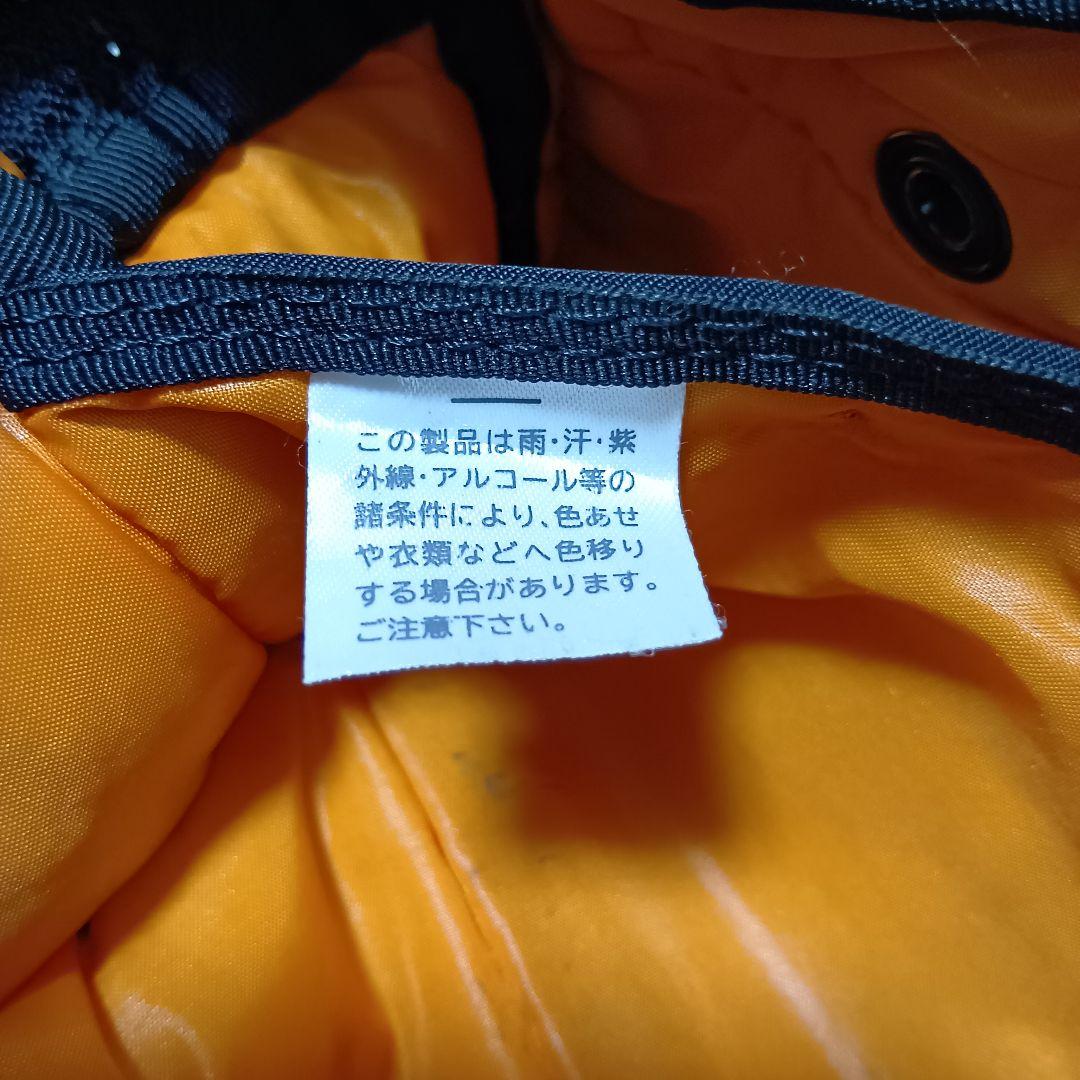 この製品は雨・汗・紫
外線・アルコール等の
諸条件により、色あせ
や衣類などへ色移り
する場合があります。
ご注意下さい。